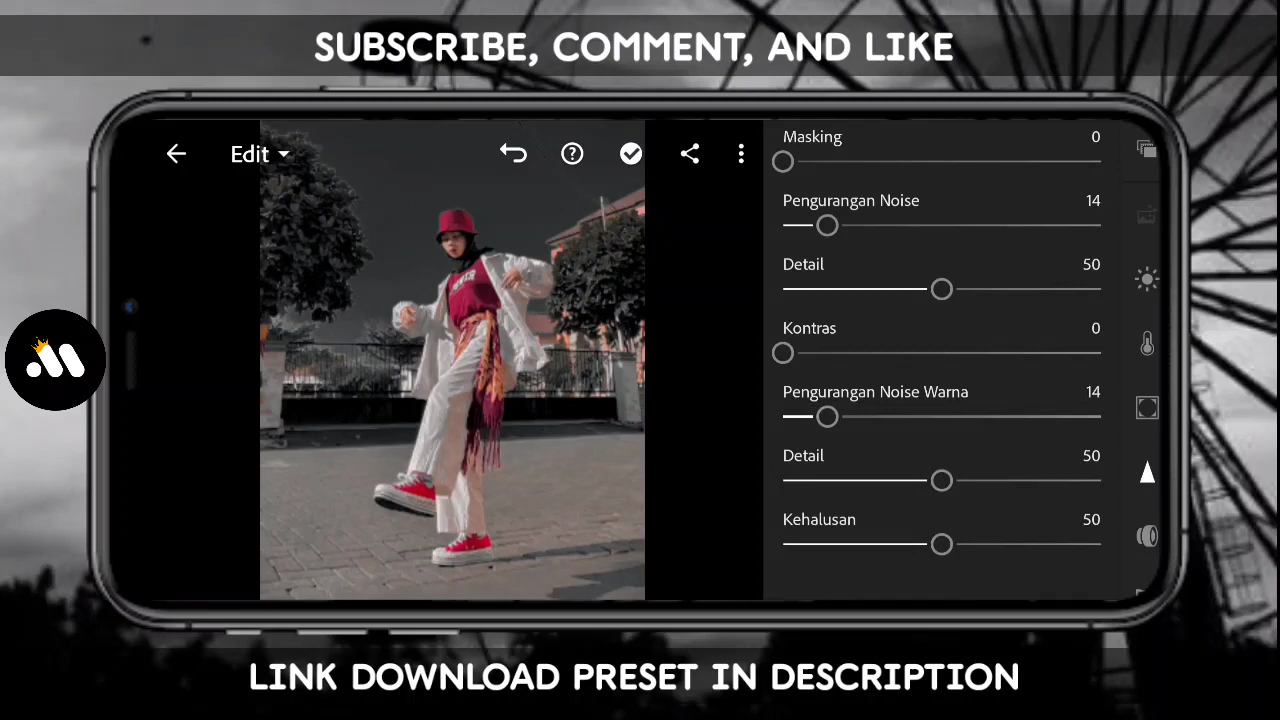 SUBSCRIBE, COMMENT, AND LIKE
Edit
Masking 0
Pengurangan Noise 14
Detail 50
Kontras 0
Pengurangan Noise Warna 14
Detail 50
Kehalusan 50
LINK DOWNLOAD PRESET IN DESCRIPTION